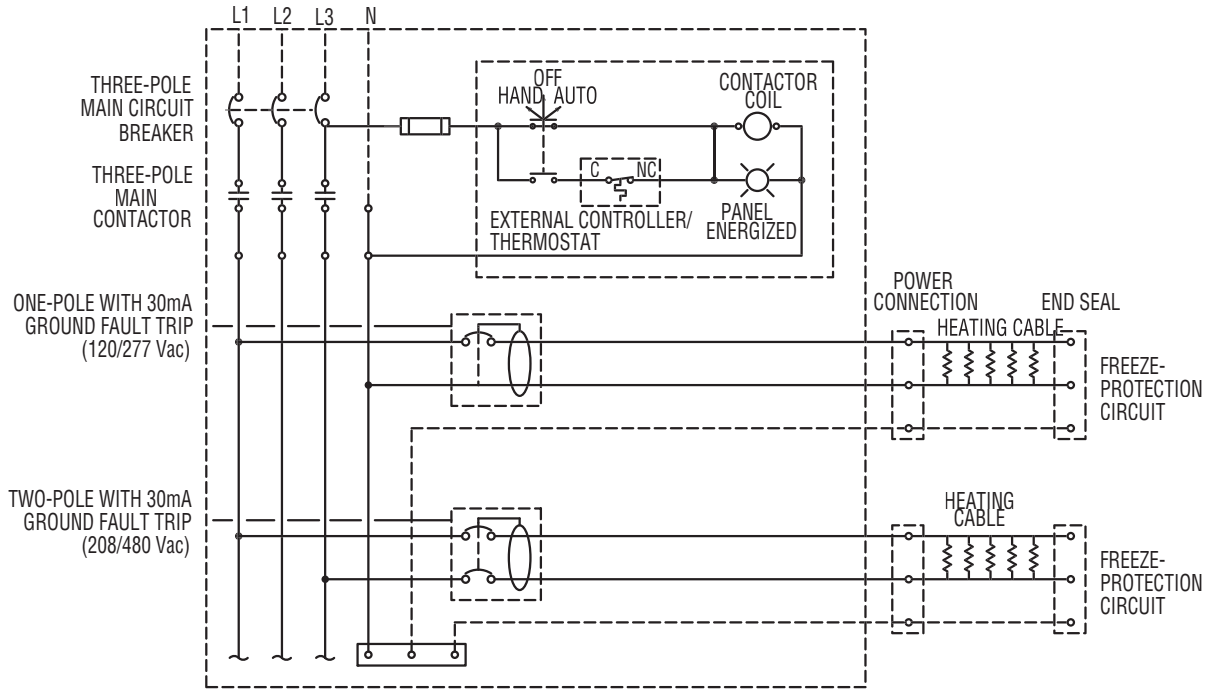 L1 L2 L3 N
THREE-POLE
MAIN CIRCUIT
BREAKER
OFF
HAND AUTO
CONTACTOR
COIL
THREE-POLE
MAIN
CONTACTOR
C NC
EXTERNAL CONTROLLER/
THERMOSTAT
PANEL
ENERGIZED
ONE-POLE WITH 30mA
GROUND FAULT TRIP
(120/277 Vac)
POWER
CONNECTION
END SEAL
HEATING CABLE
FREEZE-
PROTECTION
CIRCUIT
TWO-POLE WITH 30mA
GROUND FAULT TRIP
(208/480 Vac)
HEATING
CABLE
FREEZE-
PROTECTION
CIRCUIT